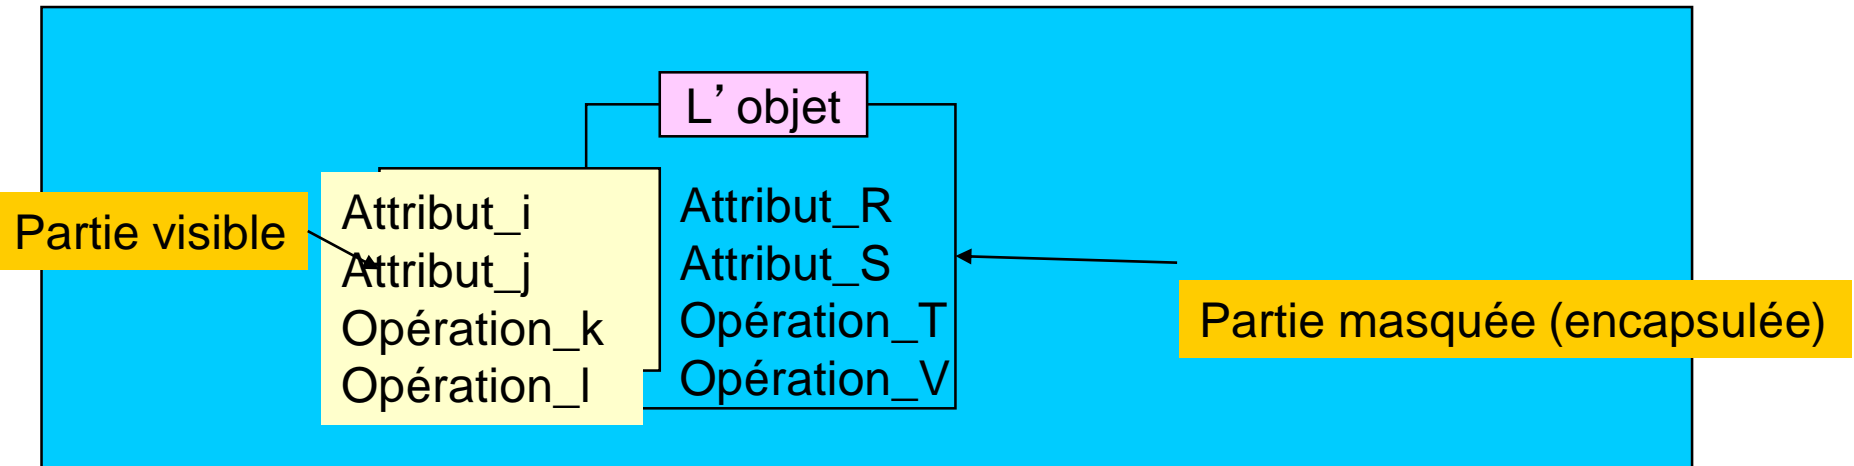 L’objet
Partie visible
Attribut_i
Attribut_j
Opération_k
Opération_l
Attribut_R
Attribut_S
Opération_T
Opération_V
Partie masquée (encapsulée)